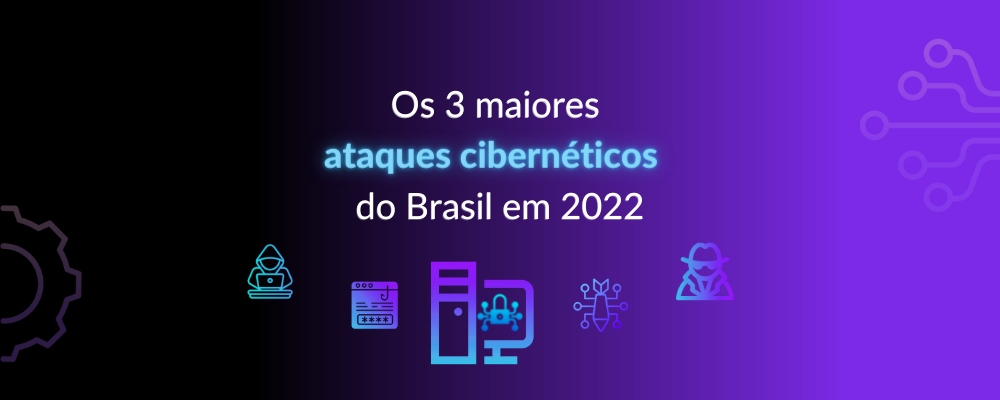 Os 3 maiores
ataques cibernéticos
do Brasil em 2022
****